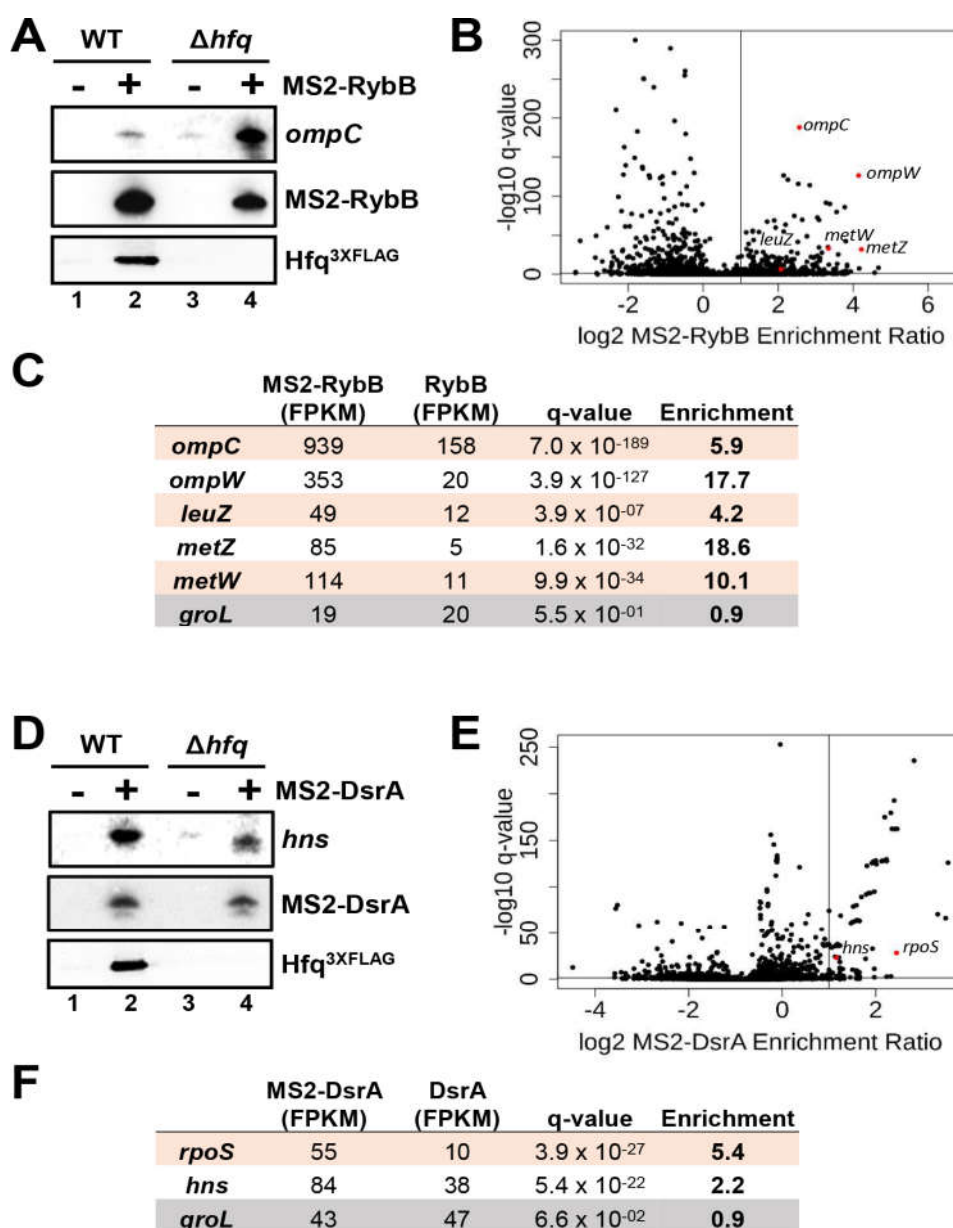 A
WT Δhfq
- + - + MS2-RybB
ompC
MS2-RybB
Hfq3XFLAG
1 2 3 4
B
300
200
100
0
-log10 q-value
ompC
ompW
leuZ
metW
metZ
-2 0 2 4 6
log2 MS2-RybB Enrichment Ratio
C
MS2-RybB (FPKM) RybB (FPKM) q-value Enrichment
ompC 939 158 7.0 x 10-189 5.9
ompW 353 20 3.9 x 10-127 17.7
leuZ 49 12 3.9 x 10-07 4.2
metZ 85 5 1.6 x 10-32 18.6
metW 114 11 9.9 x 10-34 10.1
groL 19 20 5.5 x 10-01 0.9
D
WT Δhfq
- + - + MS2-DsrA
hns
MS2-DsrA
Hfq3XFLAG
1 2 3 4
E
250
150
50
0
-log10 q-value
hns
rpoS
-4 -2 0 2
log2 MS2-DsrA Enrichment Ratio
F
MS2-DsrA (FPKM) DsrA (FPKM) q-value Enrichment
rpoS 55 10 3.9 x 10-27 5.4
hns 84 38 5.4 x 10-22 2.2
groL 43 47 6.6 x 10-02 0.9